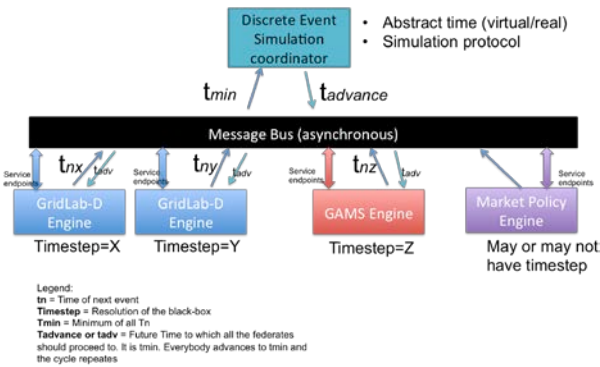 Discrete Event
Simulation
coordinator
• Abstract time (virtual/real)
• Simulation protocol
tmin
tadvance
Message Bus (asynchronous)
Service
endpoints
tnx
tadv
Service
endpoints
tny
tadv
Service
endpoints
tnz
tadv
Service
endpoints
GridLab-D
Engine
GridLab-D
Engine
GAMS Engine
Market Policy
Engine
Timestep=X
Timestep=Y
Timestep=Z
May or may not
have timestep
Legend:
tn = Time of next event
Timestep = Resolution of the black-box
Tmin = Minimum of all Tn
Tadvance or tadv = Future Time to which all the federates
should proceed to. It is tmin. Everybody advances to tmin and
the cycle repeates